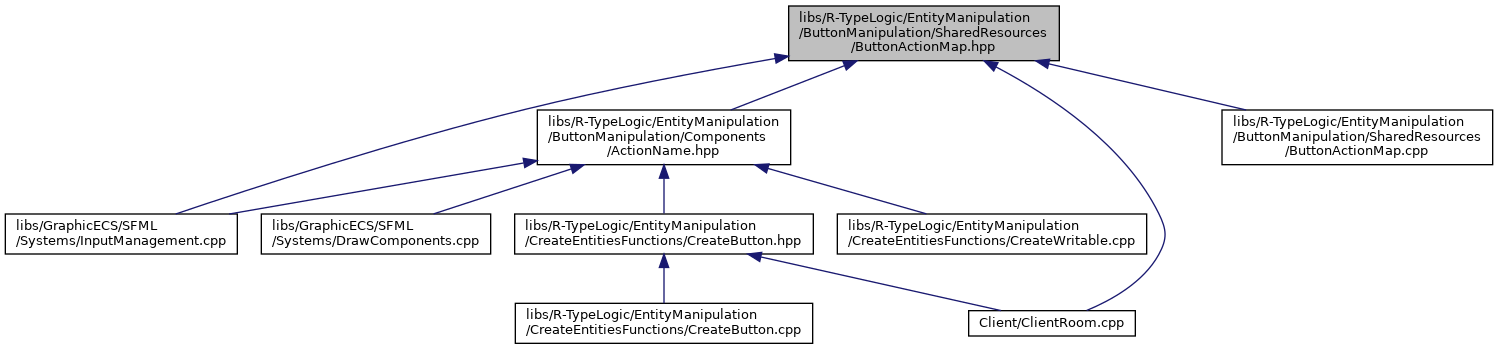 libs/R-TypeLogic/EntityManipulation
/ButtonManipulation/SharedResources
/ButtonActionMap.hpp
libs/R-TypeLogic/EntityManipulation
/ButtonManipulation/Components
/ActionName.hpp
libs/R-TypeLogic/EntityManipulation
/ButtonManipulation/SharedResources
/ButtonActionMap.cpp
libs/GraphicECS/SFML
/Systems/InputManagement.cpp
libs/GraphicECS/SFML
/Systems/DrawComponents.cpp
libs/R-TypeLogic/EntityManipulation
/CreateEntitiesFunctions/CreateButton.hpp
libs/R-TypeLogic/EntityManipulation
/CreateEntitiesFunctions/CreateWritable.cpp
libs/R-TypeLogic/EntityManipulation
/CreateEntitiesFunctions/CreateButton.cpp
Client/ClientRoom.cpp